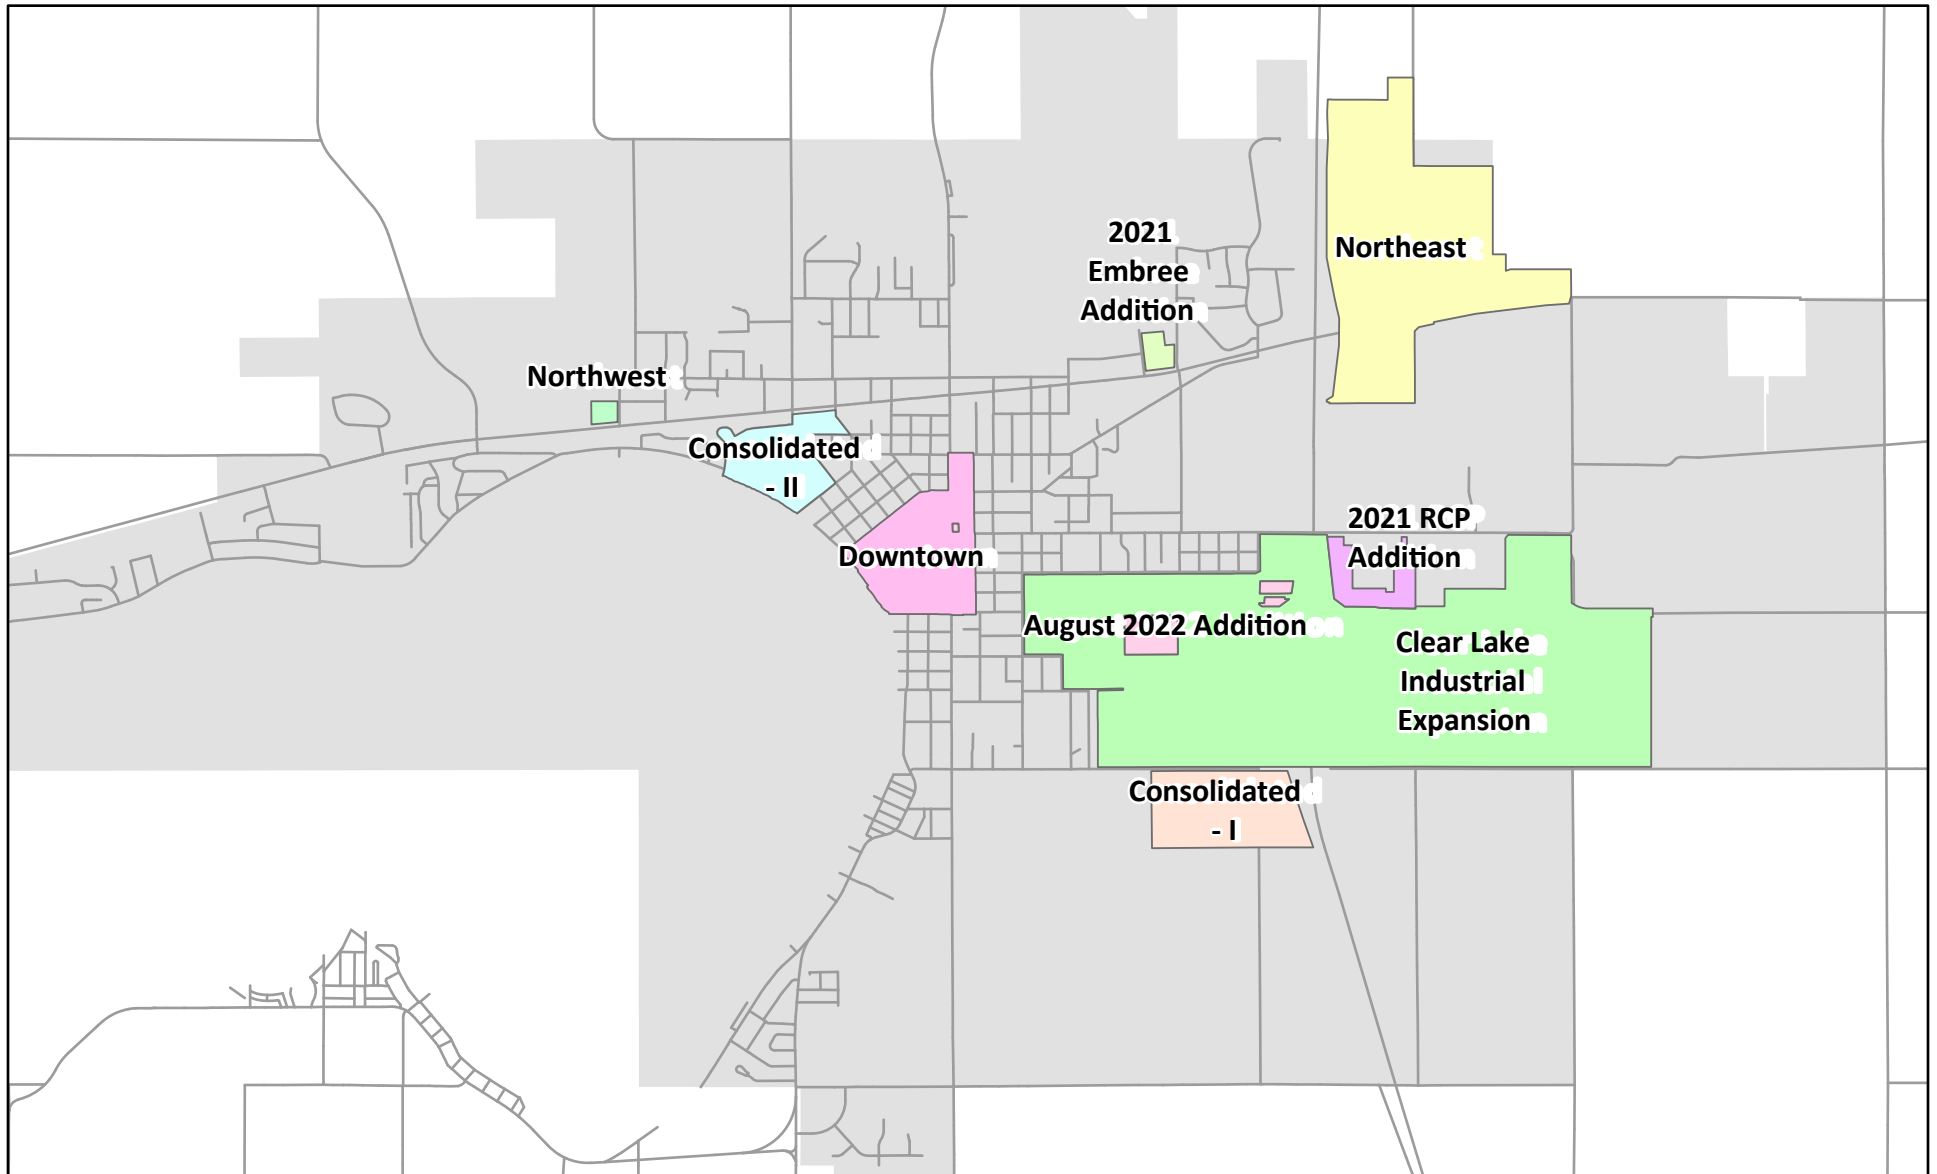 2021
Embree
Addition
Northeast
Northwest
Consolidated
- II
Downtown
2021 RCP
Addition
August 2022 Addition
Clear Lake
Industrial
Expansion
Consolidated
- I